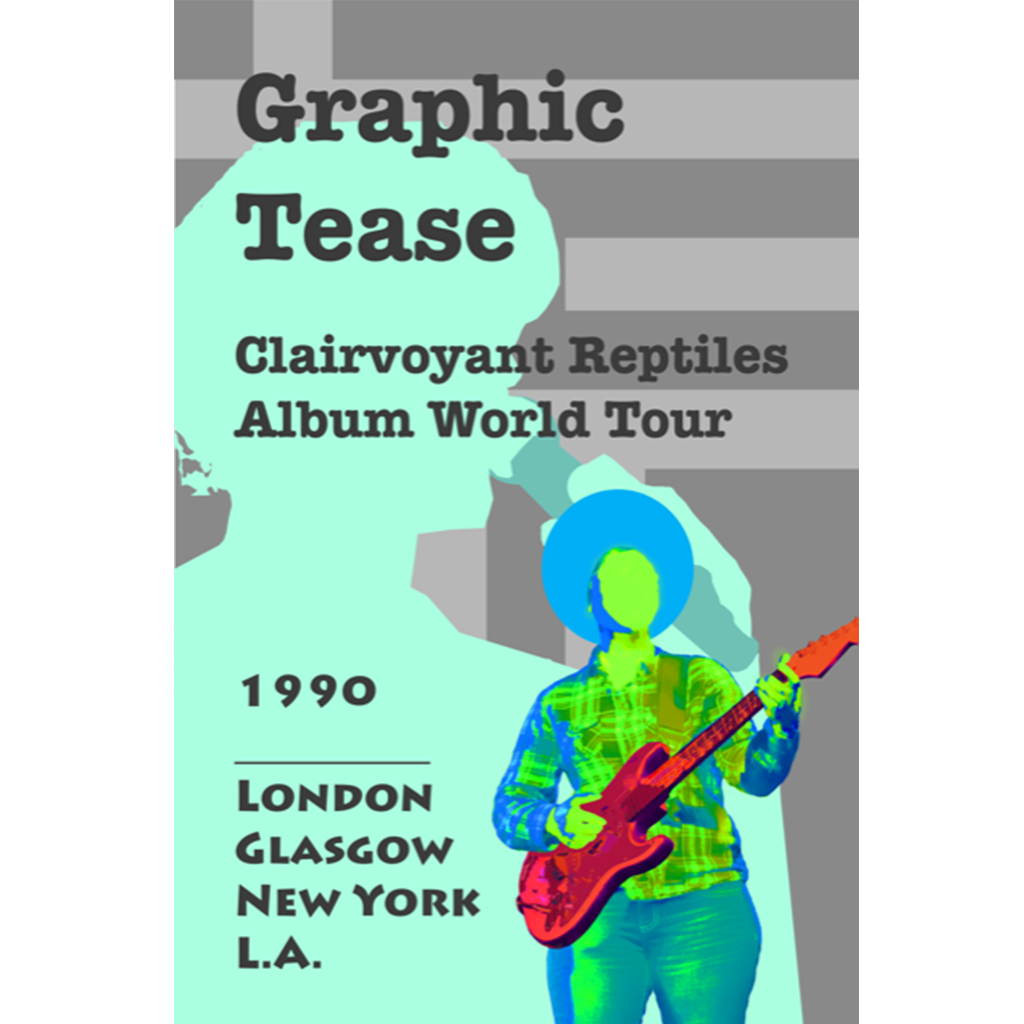 Graphic
Tease
Clairvoyant Reptiles
Album World Tour
1990
London
Glasgow
New York
L.A.